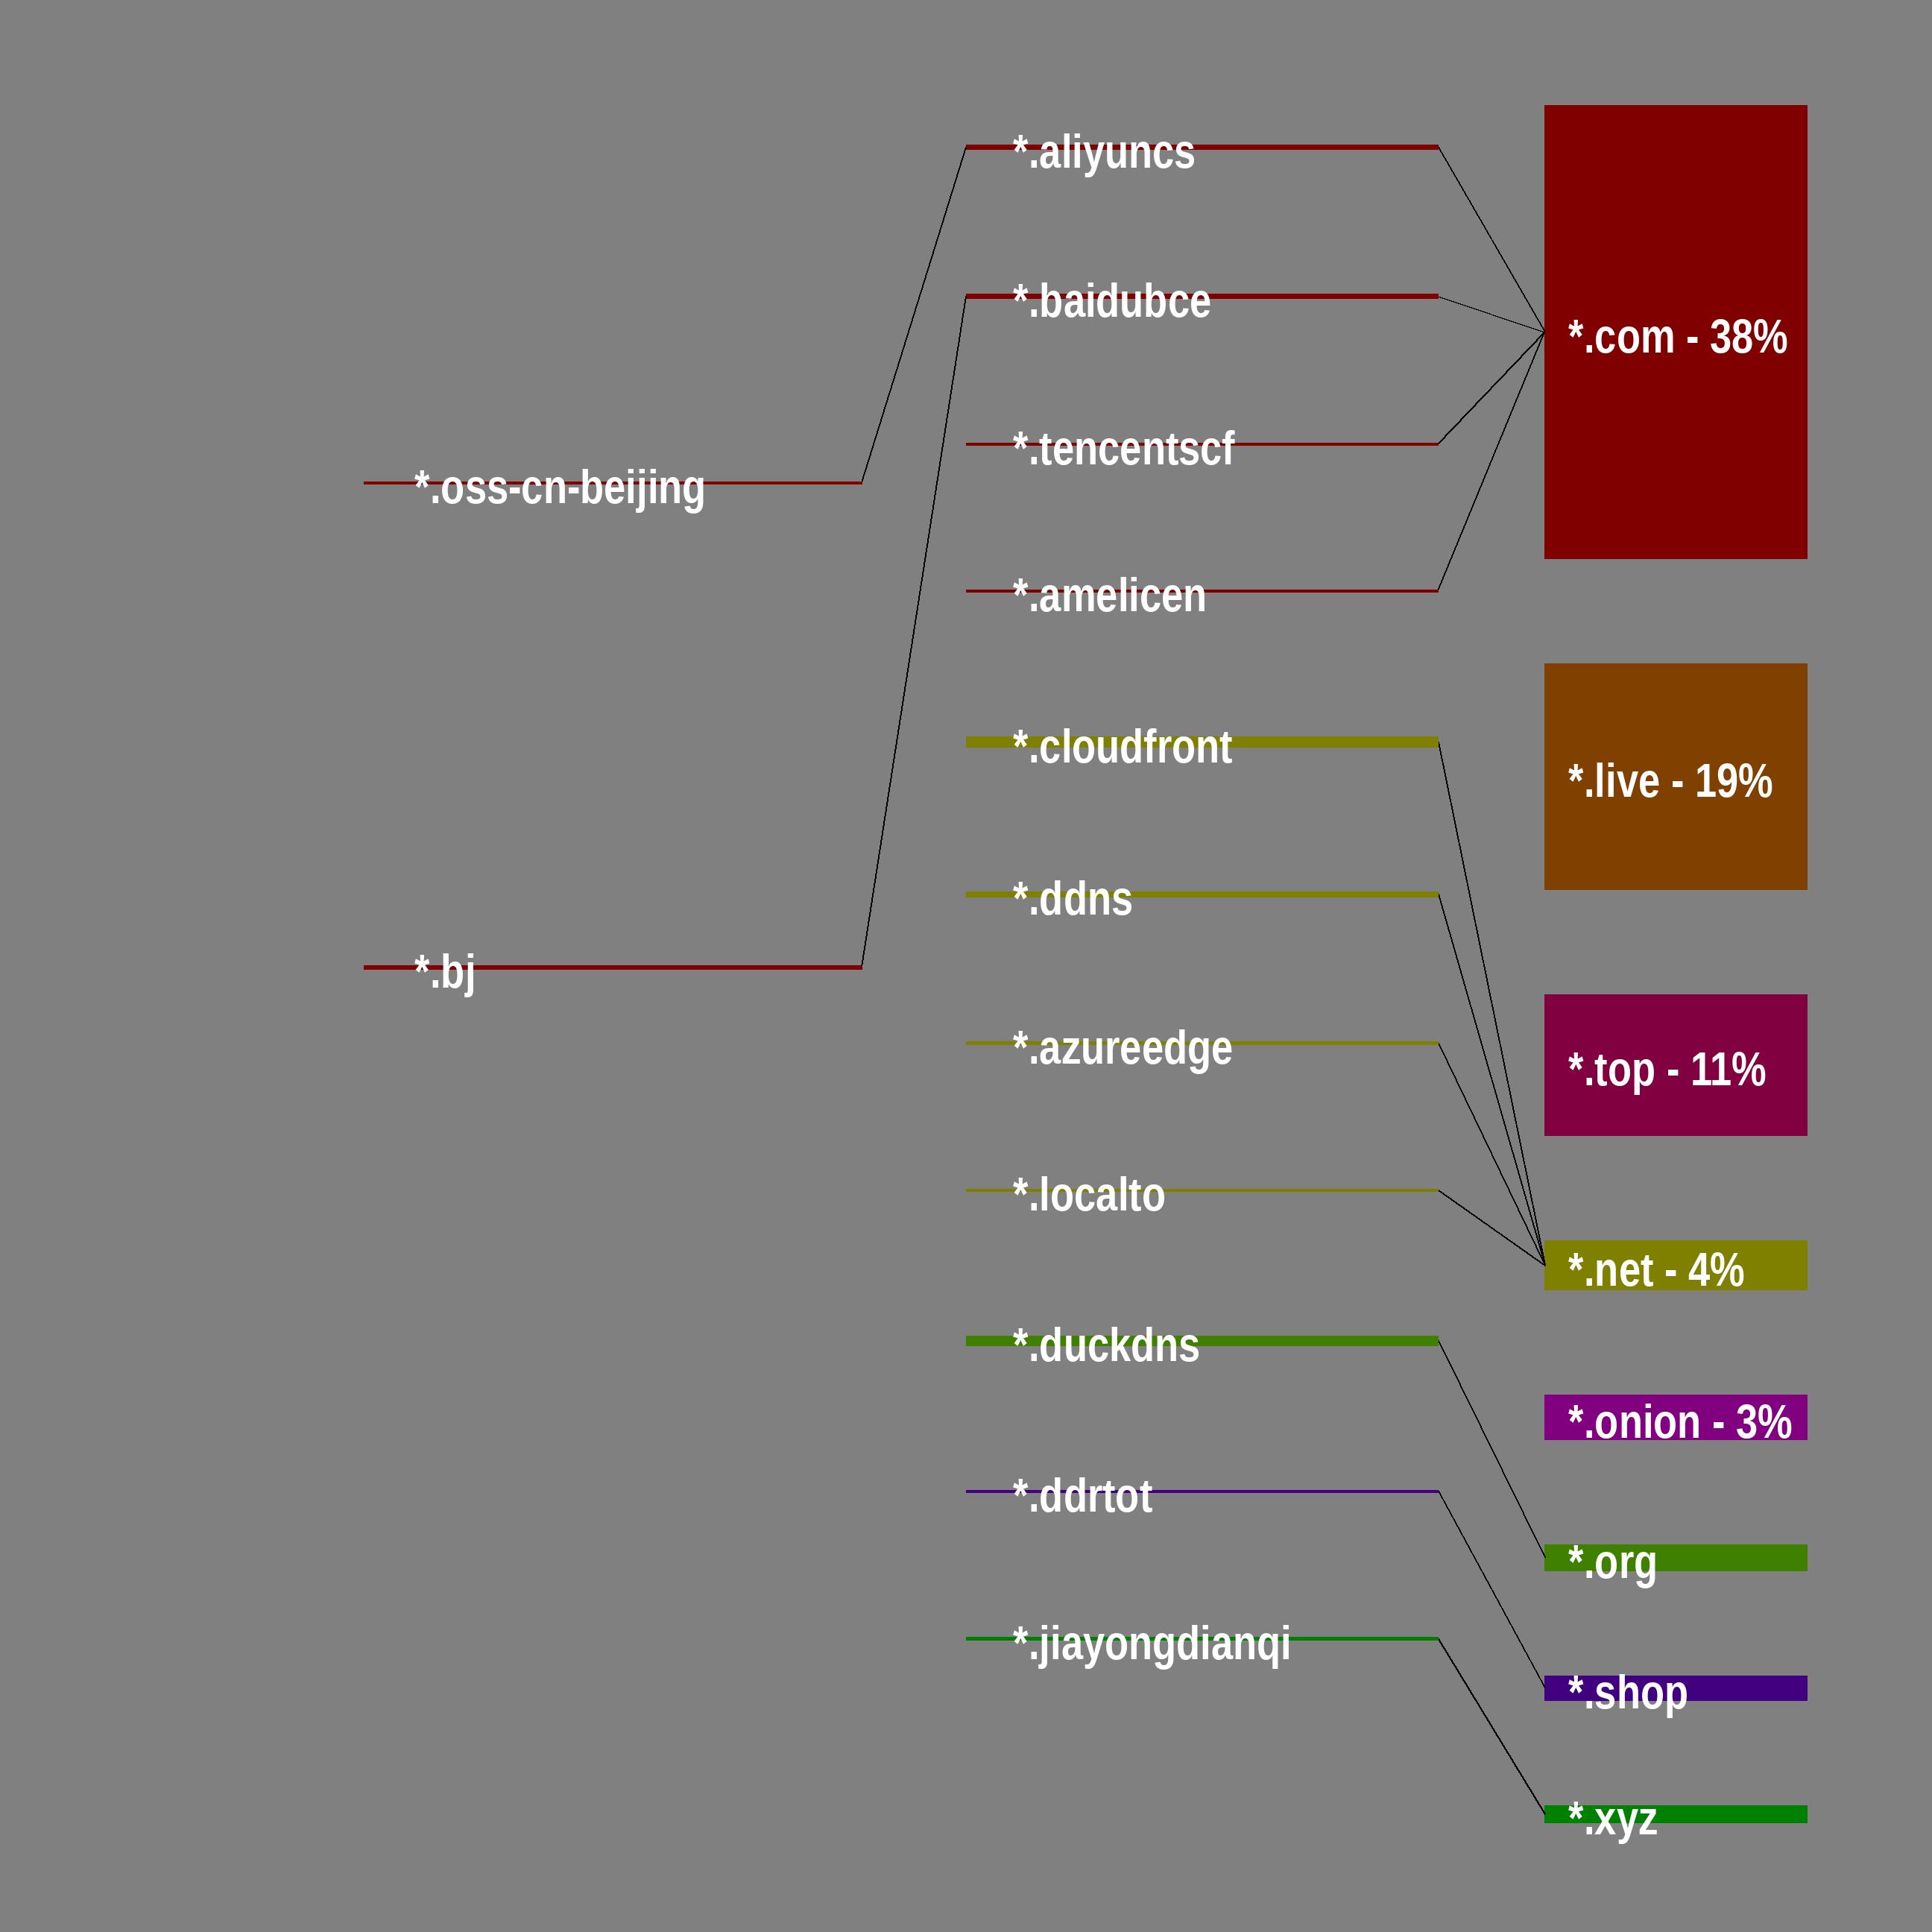 *.oss-cn-beijing
*.bj
*.aliyuncs
*.baidubce
*.tencentscf
*.amelicen
*.cloudfront
*.ddns
*.azureedge
*.localto
*.duckdns
*.ddrtot
*.jiayongdianqi
*.com - 38%
*.live - 19%
*.top - 11%
*.net - 4%
*.onion - 3%
*.org
*.shop
*.xyz